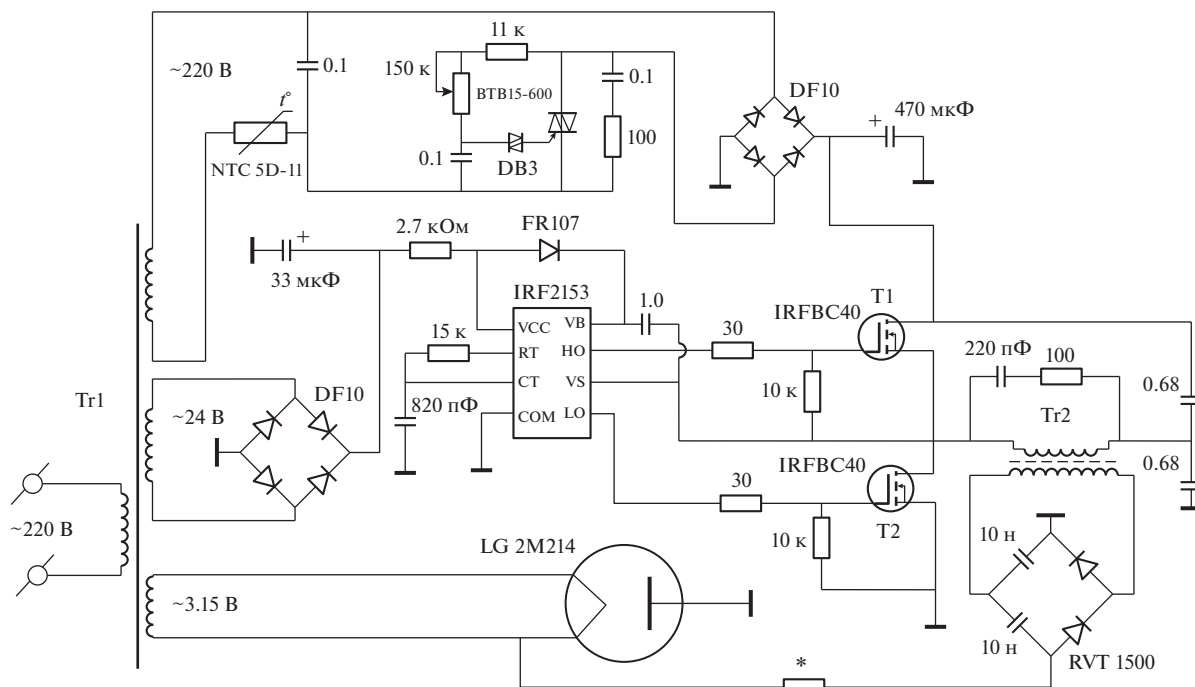 11 к
~220 В
0.1
150 к
BTB15-600
0.1
DF10
470 мкФ
+
t°
100
NTC 5D-11
0.1
DB3
2.7 кОм
FR107
+
33 мкФ
IRF2153
1.0
T1
IRFBC40
VCC
VB
15 к
RT
HO
30
220 пФ
100
CT
VS
10 к
0.68
Tr1
DF10
~24 В
820 пФ
COM
LO
Tr2
IRFBC40
0.68
30
~220 В
T2
10 к
10 н
LG 2M214
~3.15 В
10 н
RVT 1500
*